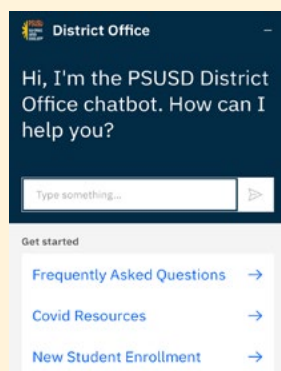 District Office
Hi, I'm the PSUSD District
Office chatbot. How can I
help you?
Type something...
Get started
Frequently Asked Questions
Covid Resources
New Student Enrollment